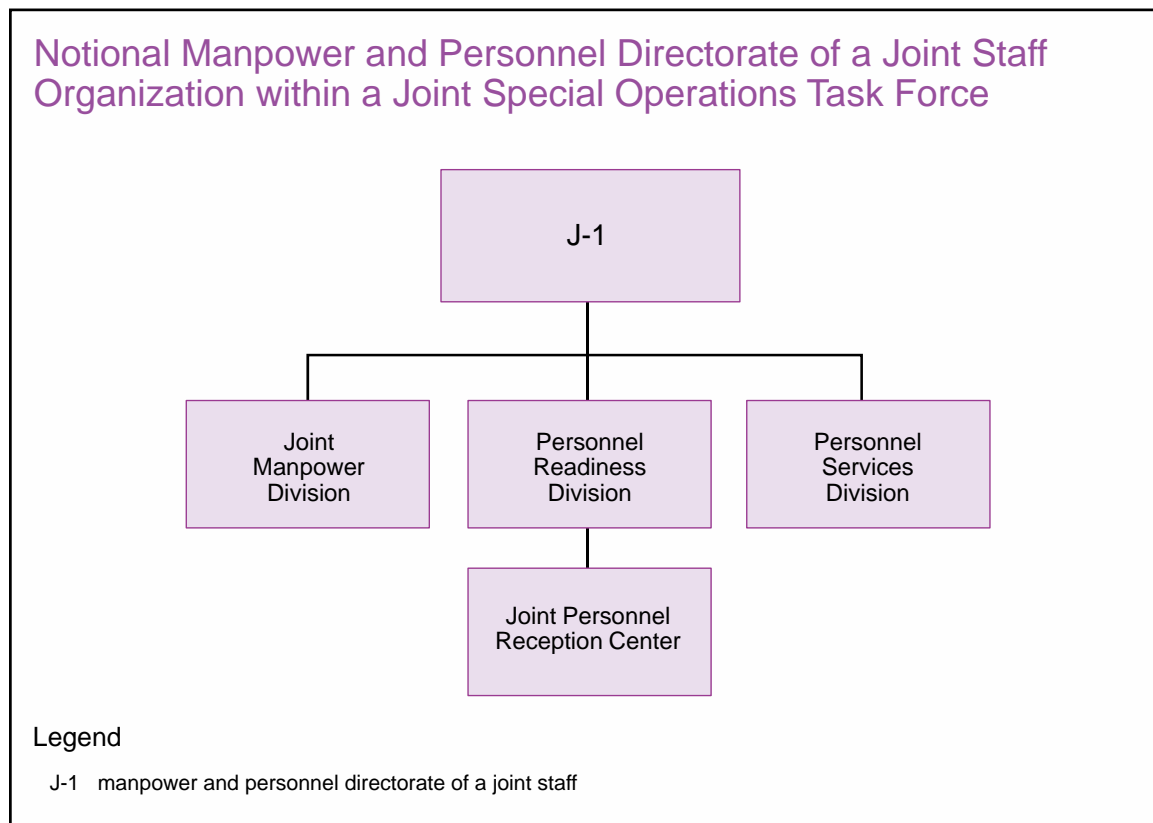 Notional Manpower and Personnel Directorate of a Joint Staff
Organization within a Joint Special Operations Task Force
J-1
Joint
Manpower
Division
Personnel
Readiness
Division
Personnel
Services
Division
Joint Personnel
Reception Center
Legend
J-1 manpower and personnel directorate of a joint staff